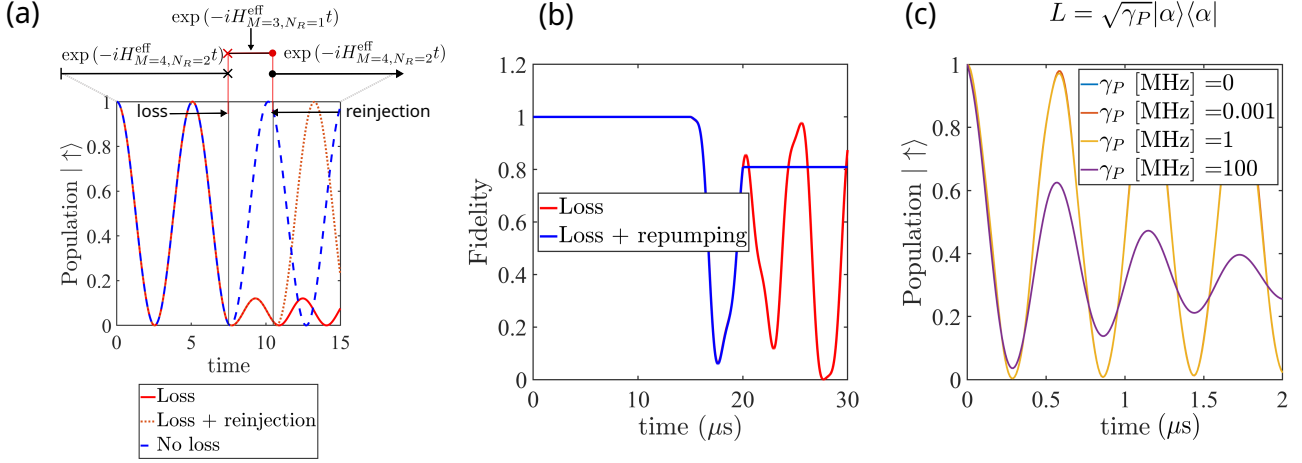 (a)
exp (−iH^eff_{M=3,N_R=1}t)
exp (−iH^eff_{M=4,N_R=2}t) exp (−iH^eff_{M=4,N_R=2}t)
loss reinjection
Population | ↑⟩
1
0.8
0.6
0.4
0.2
0
0 5 10 15
time
Loss
Loss + reinjection
No loss
(b)
Fidelity
1.2
1
0.8
0.6
0.4
0.2
0
Loss
Loss + repumping
0 10 20 30
time (μs)
(c)
L = √γ_P|α⟩⟨α|
Population | ↑⟩
1
0.8
0.6
0.4
0.2
0
γ_P [MHz] =0
γ_P [MHz] =0.001
γ_P [MHz] =1
γ_P [MHz] =100
0 0.5 1 1.5 2
time (μs)